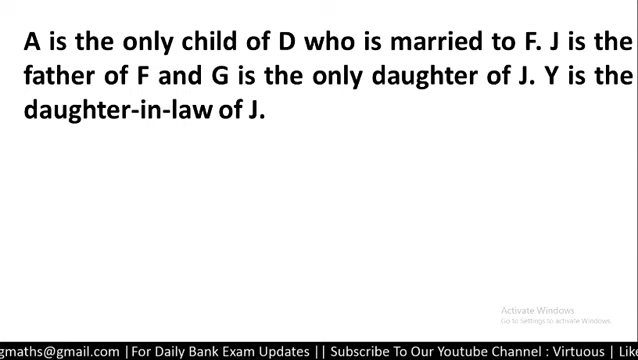 A is the only child of D who is married to F. J is the
father of F and G is the only daughter of J. Y is the
daughter-in-law of J.
Activate Windows
Go to Settings to activate Windows.
gmaths@gmail.com |For Daily Bank Exam Updates || Subscribe To Our Youtube Channel : Virtuous | Like